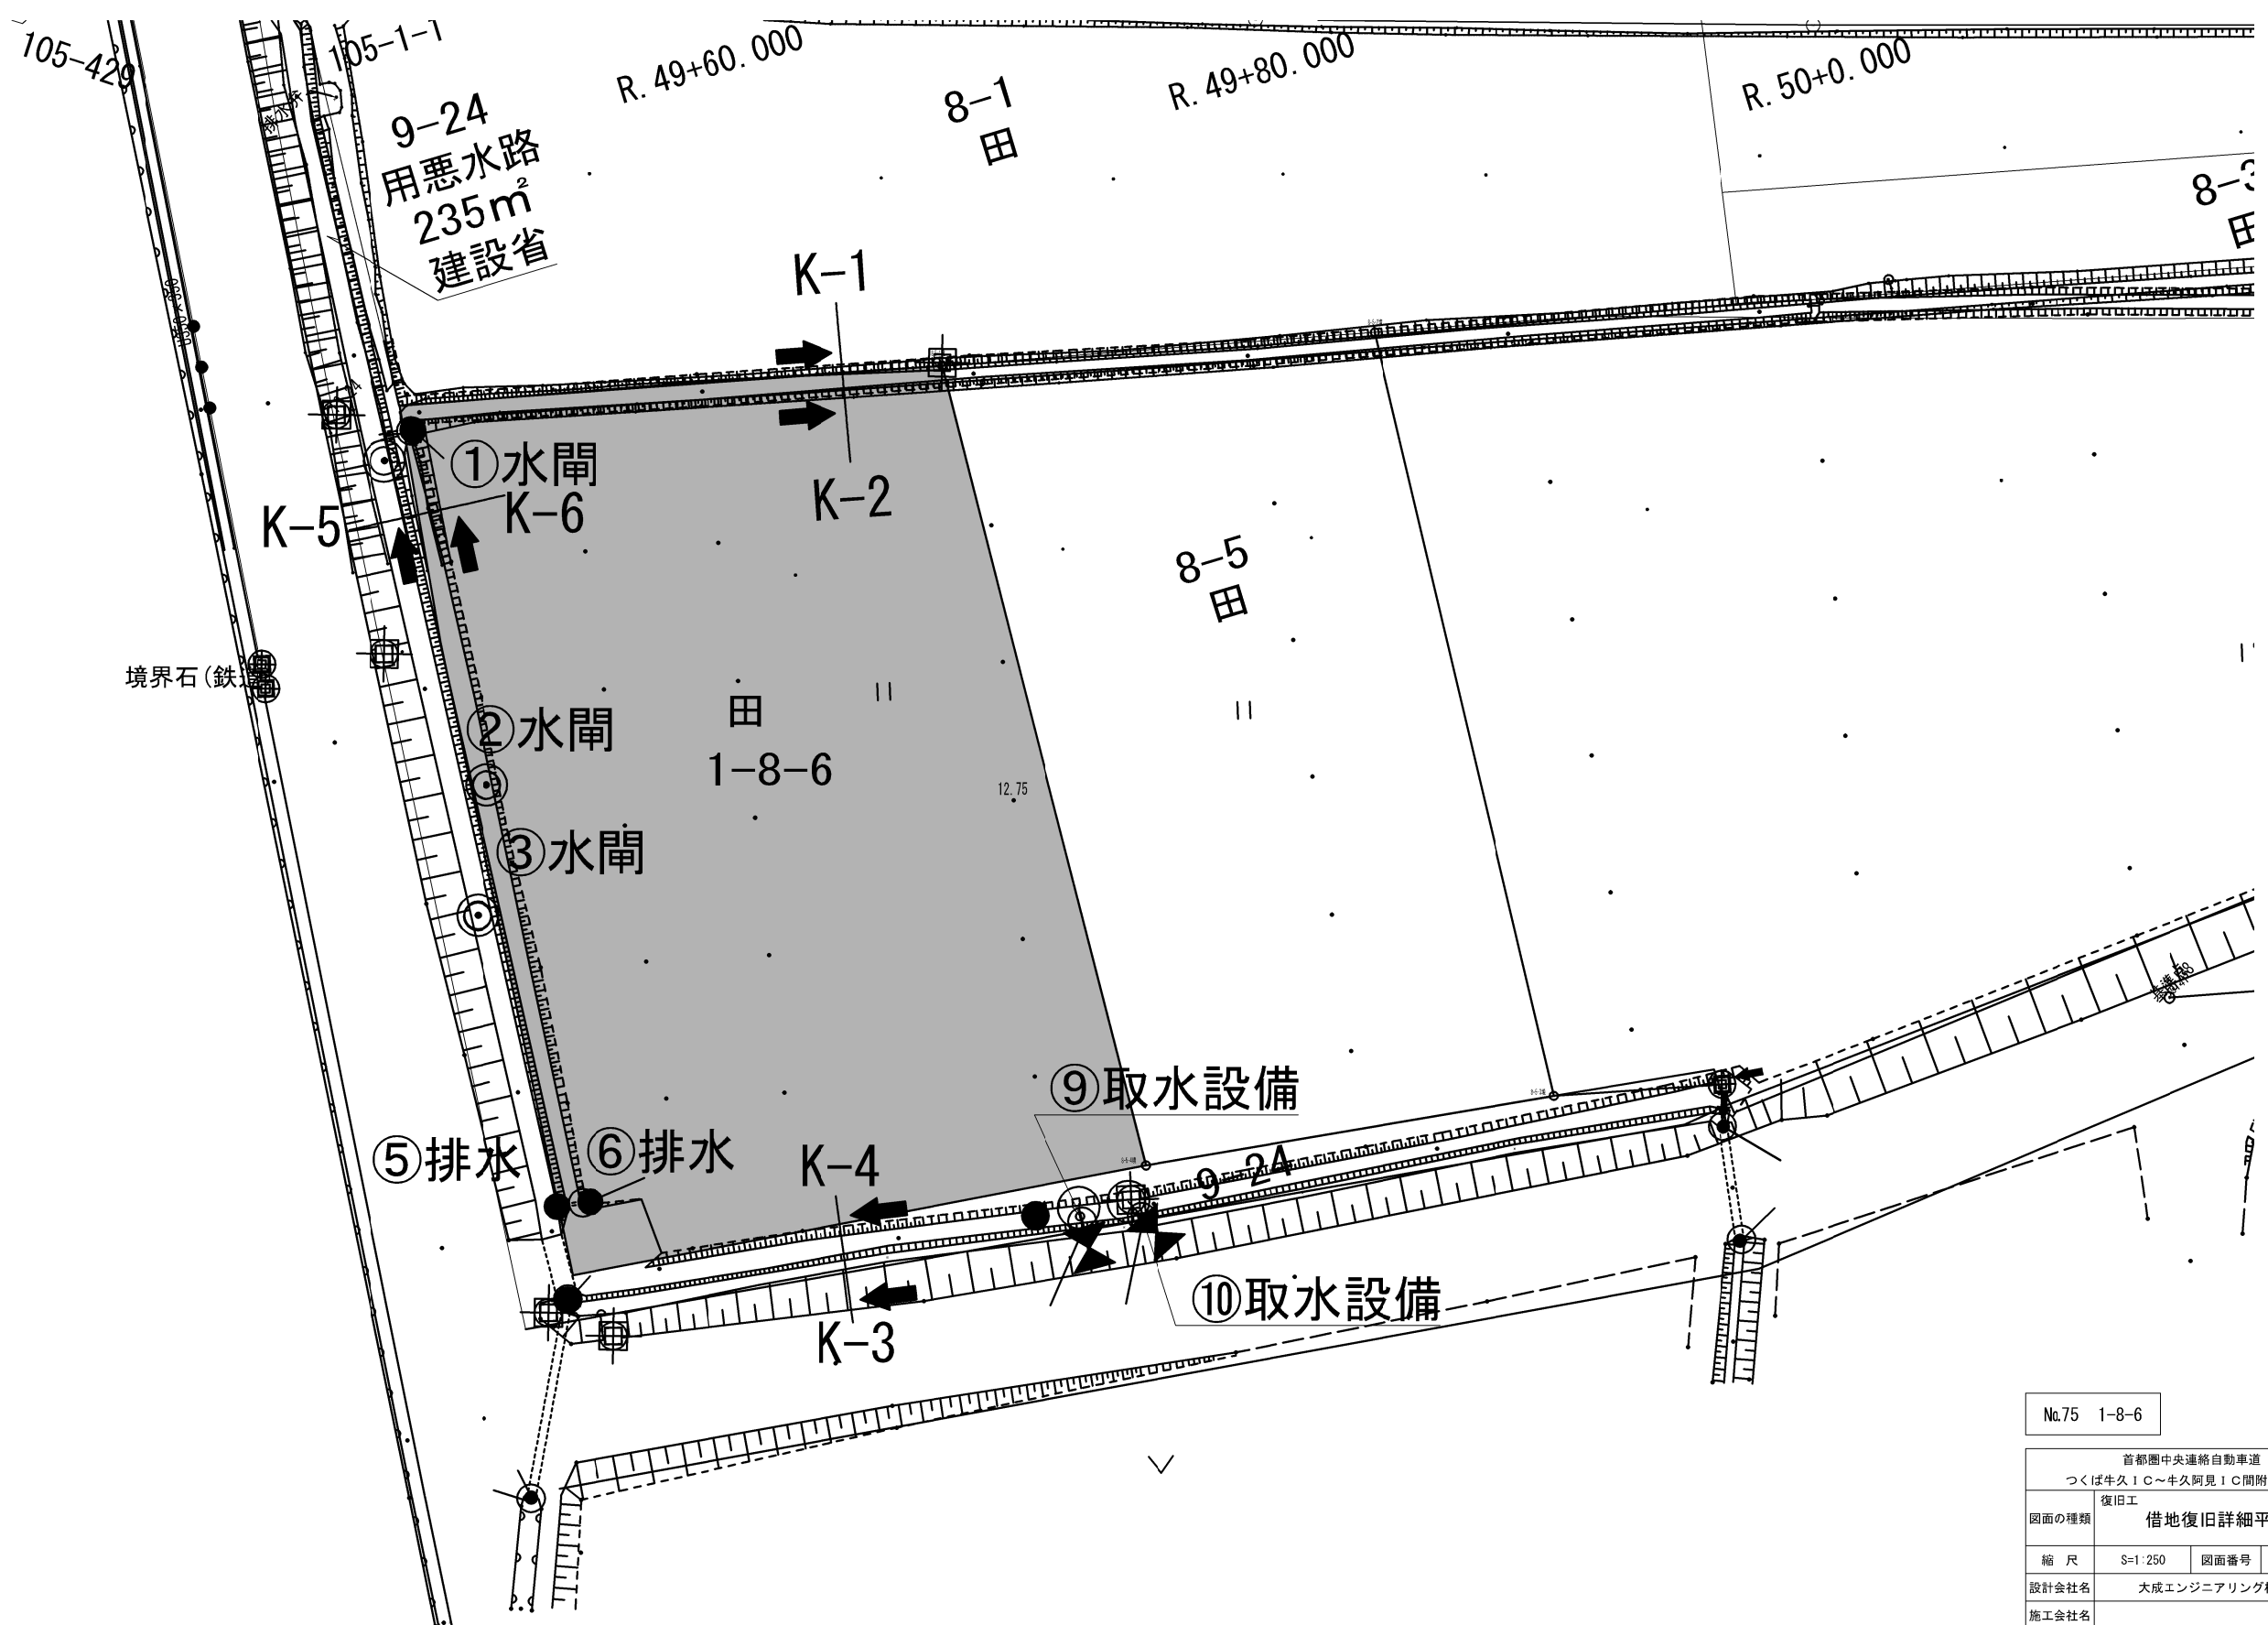 105-429
105-1-1
R.49+60.000
R.49+80.000
R.50+0.000
9-24
用悪水路
235㎡
建設省
8-1
田
8-3
田
K-1
K-2
①水閘
K-5
K-6
8-5
田
境界石(鉄
②水閘
田
1-8-6
12.75
③水閘
⑨取水設備
⑤排水
⑥排水
K-4
9-24
⑩取水設備
K-3
No.75 1-8-6
首都圏中央連絡自動車道
つくば牛久IC～牛久阿見IC間附
図面の種類
復旧工
借地復旧詳細平
縮 尺
S=1:250
図面番号
設計会社名
大成エンジニアリング
施工会社名